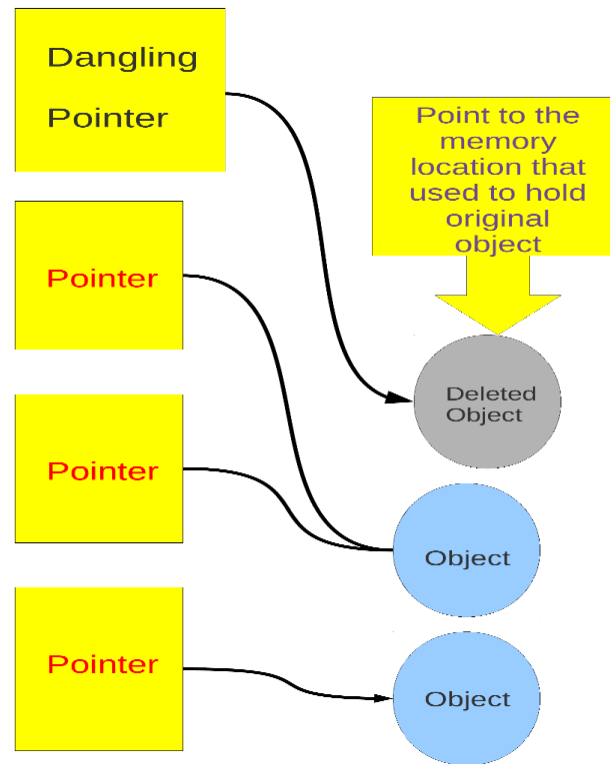 Dangling
Pointer
Point to the
memory
location that
used to hold
original
object
Pointer
Deleted
Object
Pointer
Object
Pointer
Object